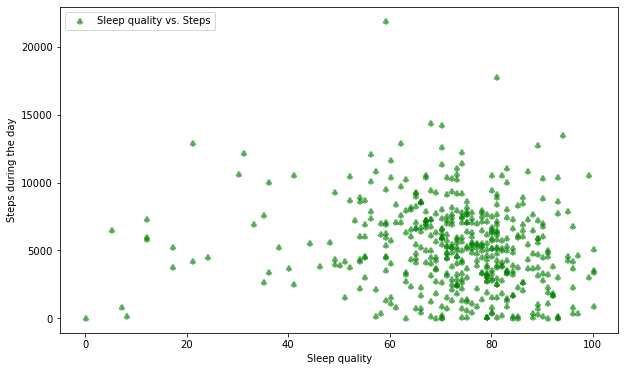 Sleep quality vs. Steps
20000
15000
10000
5000
0
Steps during the day
0 20 40 60 80 100
Sleep quality